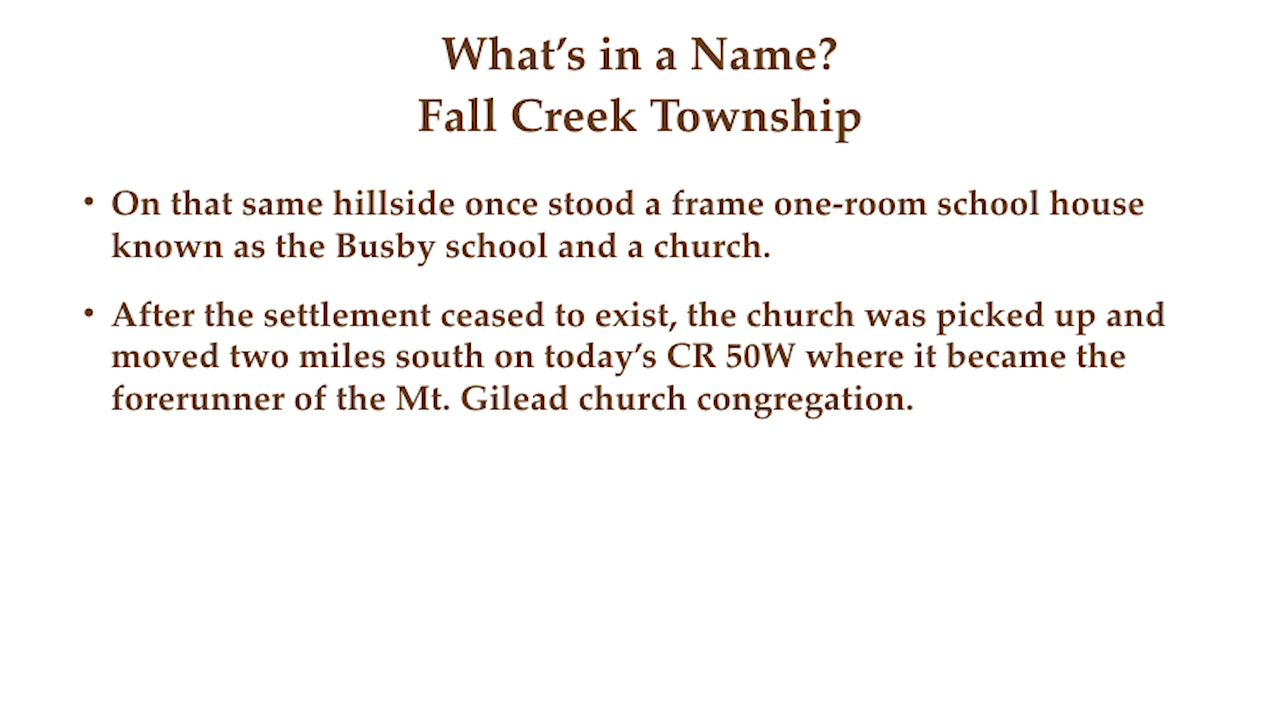 What’s in a Name?
Fall Creek Township
• On that same hillside once stood a frame one-room school house
known as the Busby school and a church.
• After the settlement ceased to exist, the church was picked up and
moved two miles south on today’s CR 50W where it became the
forerunner of the Mt. Gilead church congregation.